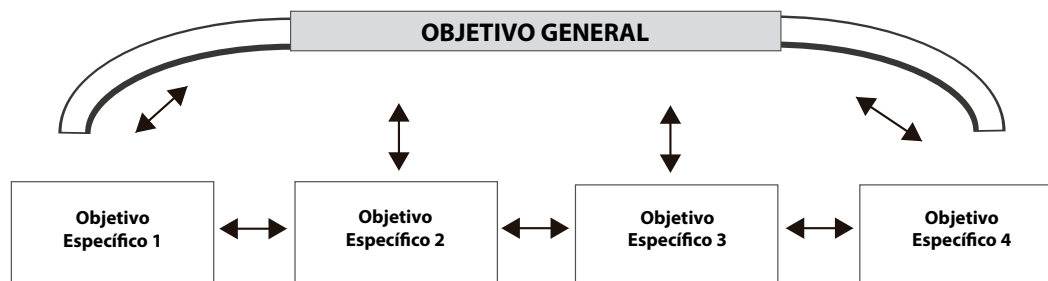 OBJETIVO GENERAL
Objetivo
Específico 1
Objetivo
Específico 2
Objetivo
Específico 3
Objetivo
Específico 4